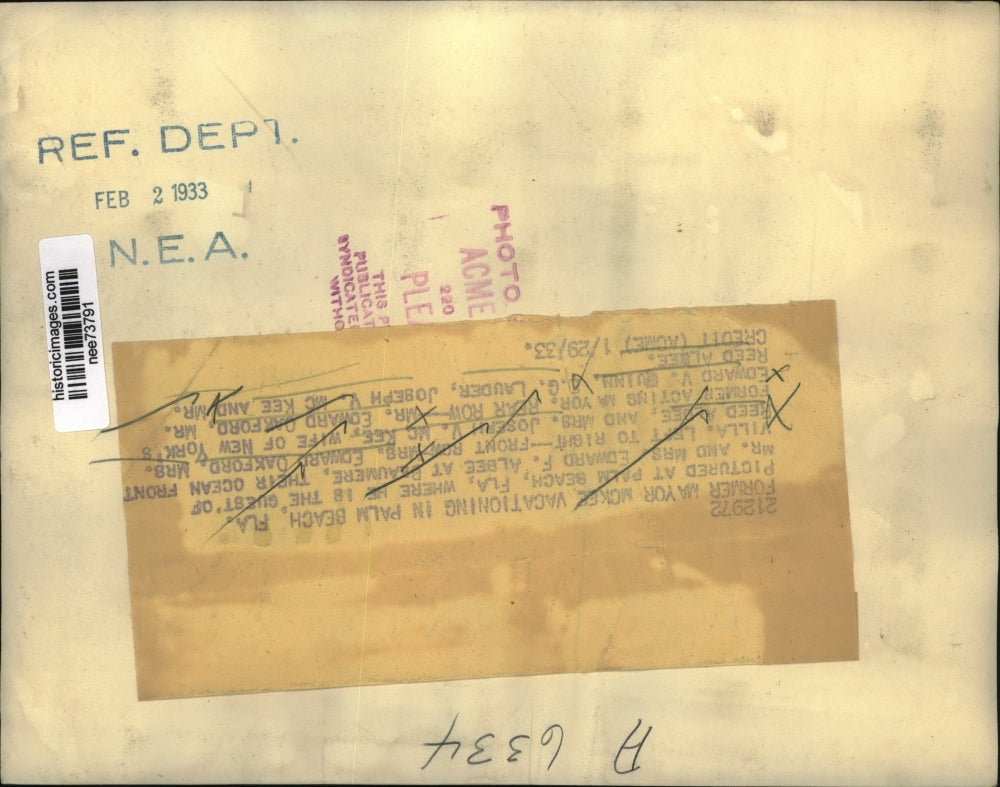 REF. DEPT.
FEB 2 1933
N.E.A.
historicimages.com
nee73791
PHOTO
ACME
220
PLEA
THIS P
PUBLICAT
SYNDICATE
WITHO
212972
FORMER MAYOR MCKEE VACATIONING IN PALM BEACH, FLA.
PICTURED AT PALM BEACH, FLA. WHERE HE IS THE GUEST OF
MR. AND MRS. EDWARD F. ALBEE AT BEAUMERE, THEIR OCEAN FRONT
VILLA. LEFT TO RIGHT—FRONT ROW—MRS. EDWARD OAKFORD, MRS.
REED ALBEE, AND MRS. JOSEPH V. MC KEE, WIFE OF NEW YORK'S
FORMER ACTING MAYOR. REAR ROW—MR. EDWARD OAKFORD, MR.
EDWARD V. QUINN, G. LAUDER, JOSEPH V MC KEE AND MR.
REED ALBEE.
CREDIT (ACME) 1/29/33.
A 6334